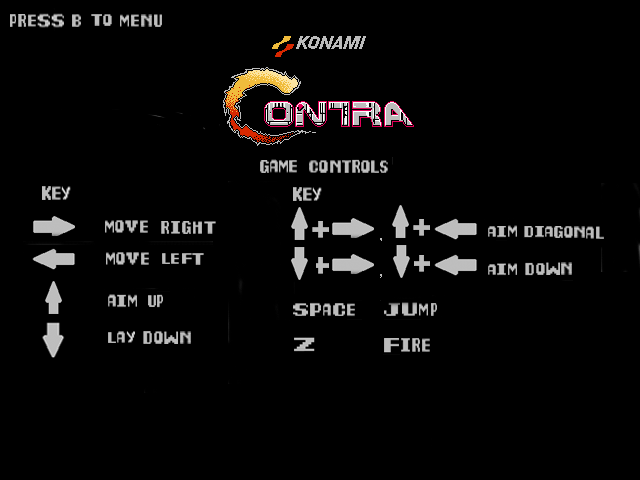 PRESS B TO MENU
KONAMI
CONTRA
GAME CONTROLS
KEY
MOVE RIGHT
MOVE LEFT
AIM UP
LAY DOWN
KEY
+ , + AIM DIAGONAL
+ , + AIM DOWN
SPACE JUMP
Z FIRE